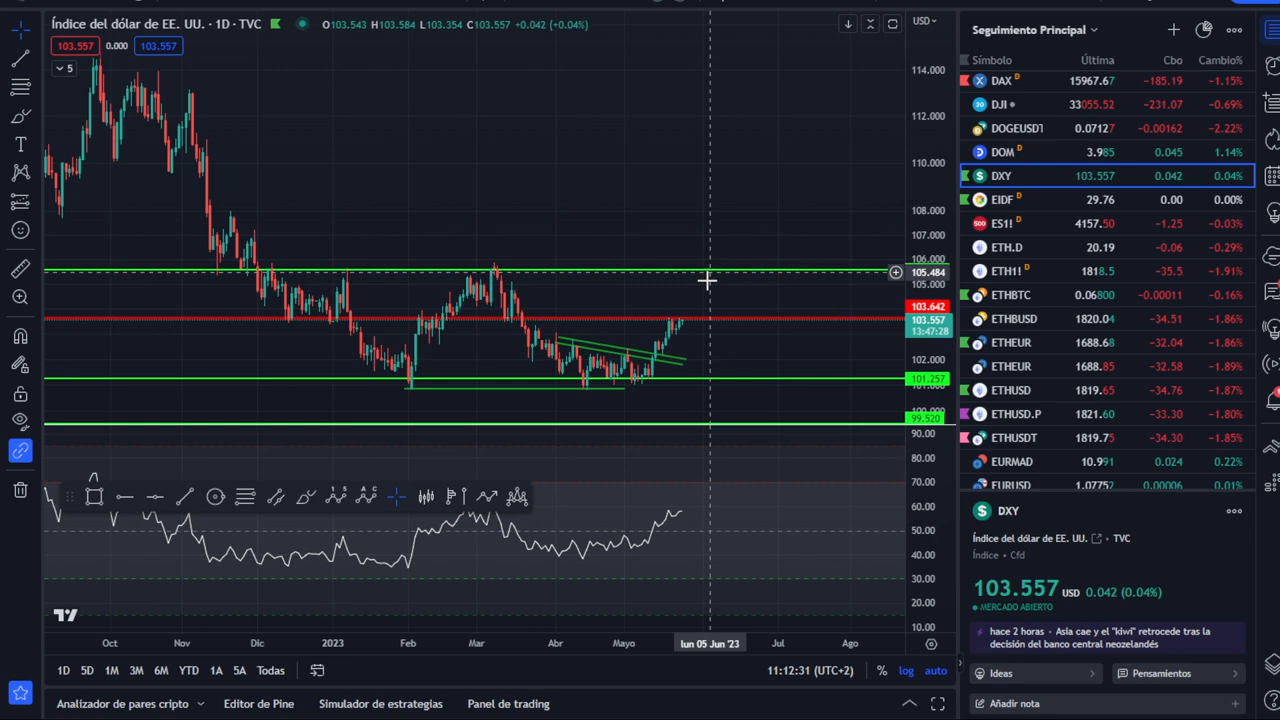 Índice del dólar de EE. UU. · 1D · TVC O103.543 H103.584 L103.354 C103.557 +0.042 (+0.04%)
103.557 0.000 103.557
5
USD
114.000
112.000
110.000
108.000
107.000
106.000
105.484
105.000
103.642
103.557
13:47:28
102.000
101.257
99.520
90.00
80.00
70.00
60.00
50.00
40.00
30.00
20.00
10.00
Oct Nov Dic 2023 Feb Mar Abr Mayo lun 05 Jun '23 Jul Ago
1D 5D 1M 3M 6M YTD 1A 5A Todas 11:12:31 (UTC+2) % log auto
Analizador de pares cripto Editor de Pine Simulador de estrategias Panel de trading
Seguimiento Principal
Símbolo Última Cbo Cambio%
DAX D 15967.67 −185.19 −1.15%
DJI 33055.52 −231.07 −0.69%
DOGEUSDT 0.07127 −0.00162 −2.22%
DOM D 3.985 0.045 1.14%
DXY 103.557 0.042 0.04%
EIDF D 29.76 0.00 0.00%
ES1! D 4157.50 −1.25 −0.03%
ETH.D 20.19 −0.06 −0.29%
ETH1! D 1818.5 −35.5 −1.91%
ETHBTC 0.06800 −0.00011 −0.16%
ETHBUSD 1820.04 −34.51 −1.86%
ETHEUR 1688.68 −32.04 −1.86%
ETHEUR 1688.85 −32.58 −1.89%
ETHUSD 1819.65 −34.76 −1.87%
ETHUSD.P 1821.60 −33.30 −1.80%
ETHUSDT 1819.75 −34.30 −1.85%
EURMAD 10.991 0.024 0.22%
EURUSD 1.07752 0.00006 0.01%
DXY
Índice del dólar de EE. UU. • TVC
Índice • Cfd
103.557 USD 0.042 (0.04%)
MERCADO ABIERTO
hace 2 horas • Asia cae y el "kiwi" retrocede tras la
decisión del banco central neozelandés
Ideas Pensamientos
Añadir nota